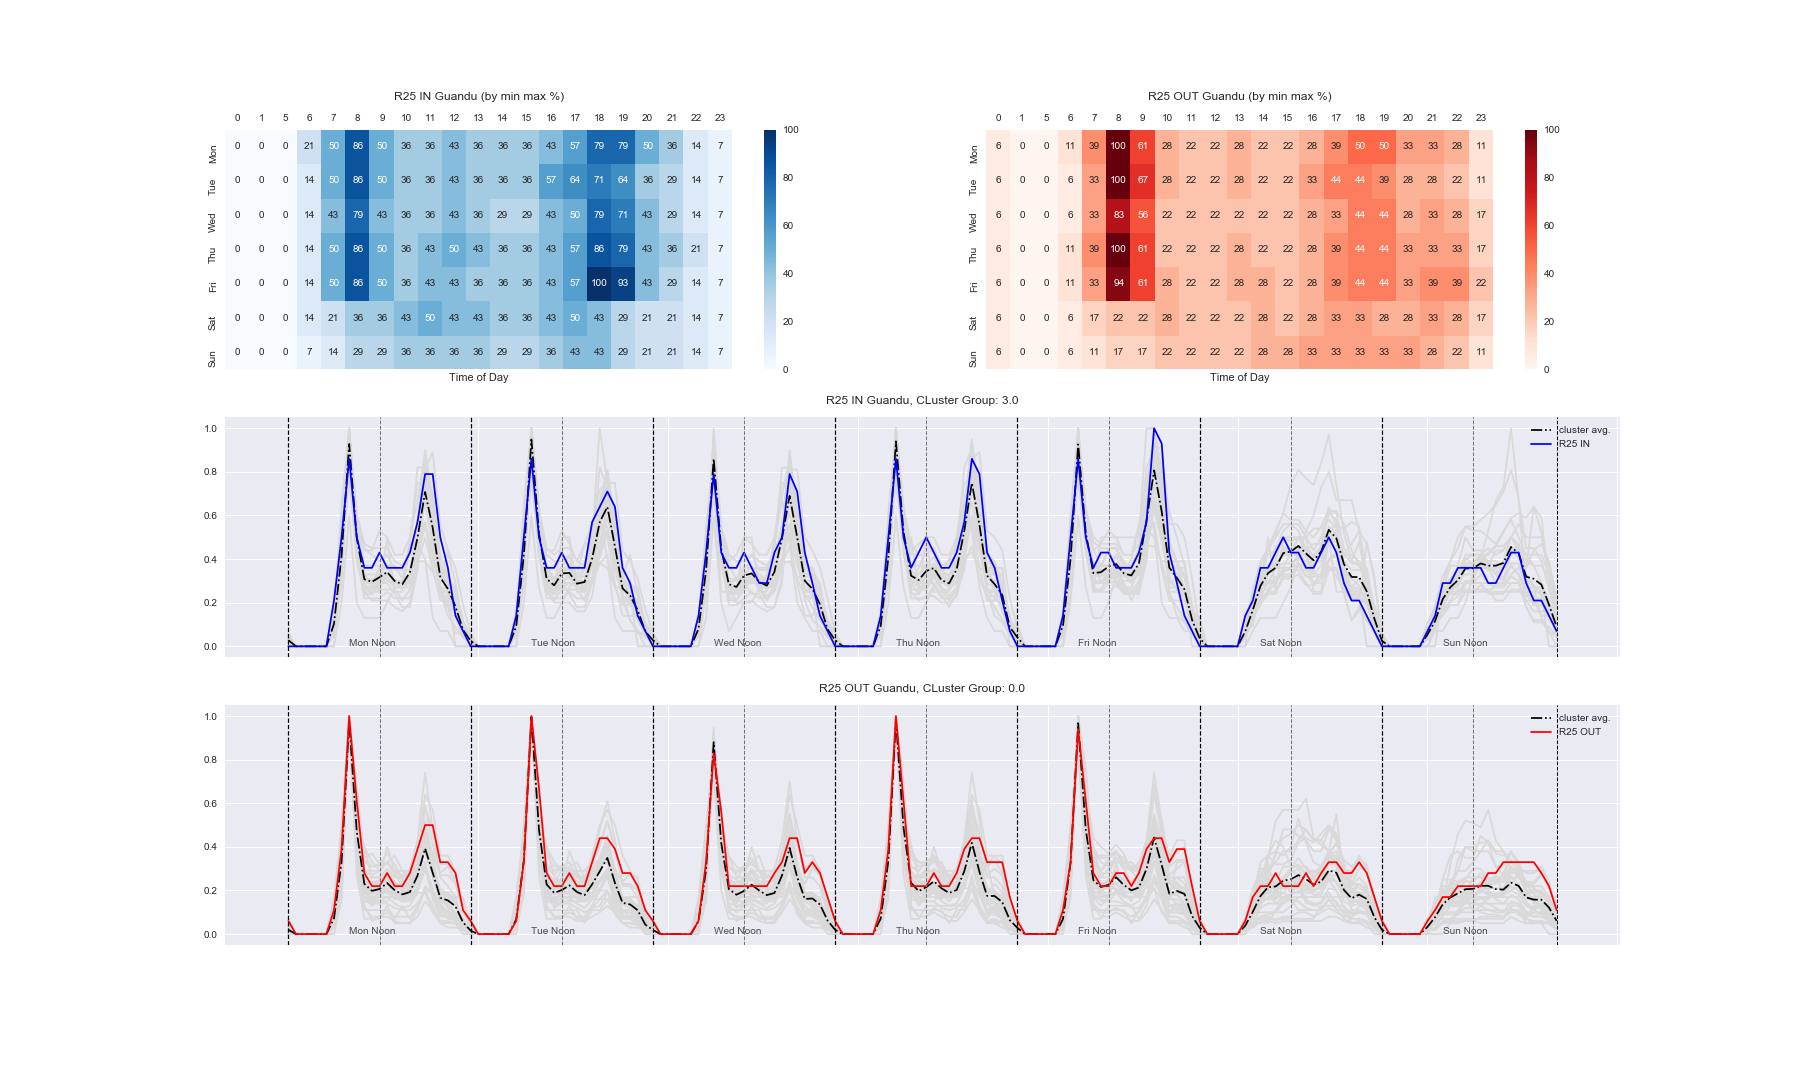 R25 IN Guandu (by min max %)
0 1 5 6 7 8 9 10 11 12 13 14 15 16 17 18 19 20 21 22 23
Mon 0 0 0 21 50 86 50 36 36 43 36 36 36 43 57 79 79 50 36 14 7
Tue 0 0 0 14 50 86 50 36 36 43 36 36 36 57 64 71 64 36 29 14 7
Wed 0 0 0 14 43 79 43 36 36 43 36 29 29 43 50 79 71 43 29 14 7
Thu 0 0 0 14 50 86 50 36 43 50 43 36 36 43 57 86 79 43 36 21 7
Fri 0 0 0 14 50 86 50 36 43 43 36 36 36 43 57 100 93 43 29 14 7
Sat 0 0 0 14 21 36 36 43 50 43 43 36 36 43 50 43 29 21 21 14 7
Sun 0 0 0 7 14 29 29 36 36 36 36 29 29 36 43 43 29 21 21 14 7
Time of Day
100
80
60
40
20
0
R25 OUT Guandu (by min max %)
0 1 5 6 7 8 9 10 11 12 13 14 15 16 17 18 19 20 21 22 23
Mon 6 0 0 11 39 100 61 28 22 22 28 22 22 28 39 50 50 33 33 28 11
Tue 6 0 0 6 33 100 67 28 22 22 28 22 22 33 44 44 39 28 28 22 11
Wed 6 0 0 6 33 83 56 22 22 22 22 22 22 28 33 44 44 28 33 28 17
Thu 6 0 0 11 39 100 61 22 22 22 28 22 22 28 39 44 44 33 33 33 17
Fri 6 0 0 11 33 94 61 28 22 22 28 28 22 28 39 44 44 33 39 39 22
Sat 6 0 0 6 17 22 22 28 22 22 22 28 22 28 33 33 28 28 33 28 17
Sun 6 0 0 6 11 17 17 22 22 22 22 28 28 33 33 33 33 33 28 22 11
Time of Day
100
80
60
40
20
0
R25 IN Guandu, CLuster Group: 3.0
1.0
0.8
0.6
0.4
0.2
0.0
Mon Noon Tue Noon Wed Noon Thu Noon Fri Noon Sat Noon Sun Noon
cluster avg.
R25 IN
R25 OUT Guandu, CLuster Group: 0.0
1.0
0.8
0.6
0.4
0.2
0.0
Mon Noon Tue Noon Wed Noon Thu Noon Fri Noon Sat Noon Sun Noon
cluster avg.
R25 OUT